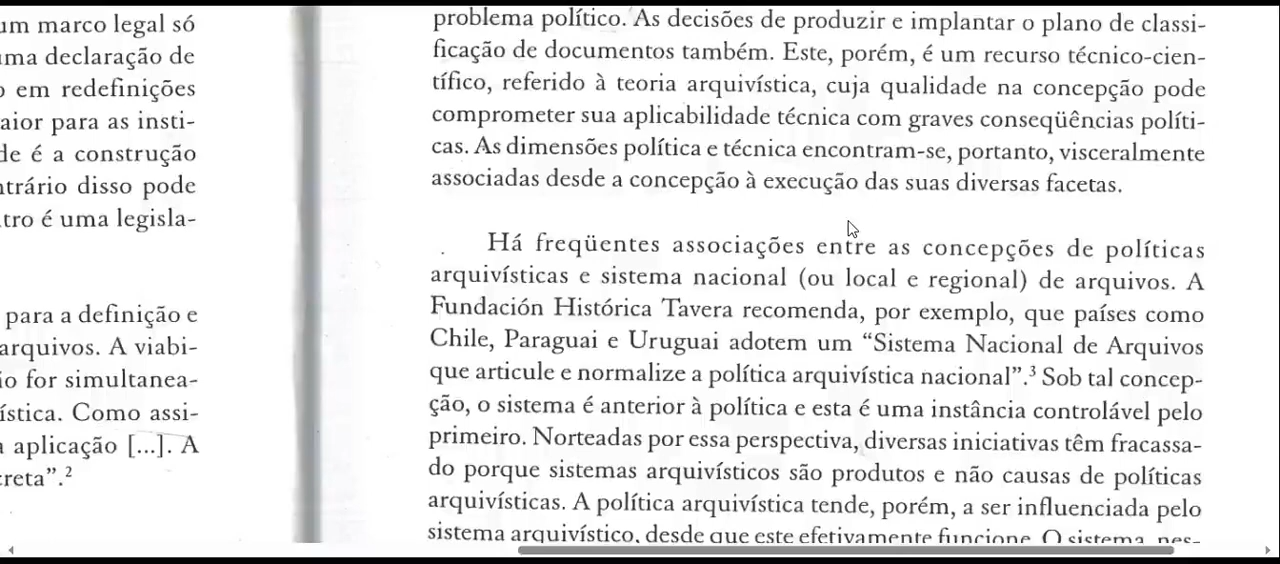 um marco legal só
uma declaração de
em redefinições
maior para as insti-
de é a construção
contrário disso pode
outro é uma legisla-
para a definição e
arquivos. A viabi-
ão for simultanea-
ística. Como assi-
a aplicação [...]. A
creta”.²
problema político. As decisões de produzir e implantar o plano de classi-
ficação de documentos também. Este, porém, é um recurso técnico-cien-
tífico, referido à teoria arquivística, cuja qualidade na concepção pode
comprometer sua aplicabilidade técnica com graves conseqüências políti-
cas. As dimensões política e técnica encontram-se, portanto, visceralmente
associadas desde a concepção à execução das suas diversas facetas.
Há freqüentes associações entre as concepções de políticas
arquivísticas e sistema nacional (ou local e regional) de arquivos. A
Fundación Histórica Tavera recomenda, por exemplo, que países como
Chile, Paraguai e Uruguai adotem um “Sistema Nacional de Arquivos
que articule e normalize a política arquivística nacional”.³ Sob tal concep-
ção, o sistema é anterior à política e esta é uma instância controlável pelo
primeiro. Norteadas por essa perspectiva, diversas iniciativas têm fracassa-
do porque sistemas arquivísticos são produtos e não causas de políticas
arquivísticas. A política arquivística tende, porém, a ser influenciada pelo
sistema arquivístico, desde que este efetivamente funcione. O sistema, nes-